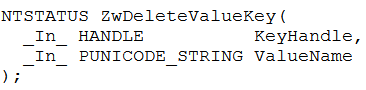 NTSTATUS ZwDeleteValueKey(
  _In_ HANDLE          KeyHandle,
  _In_ PUNICODE_STRING ValueName
);